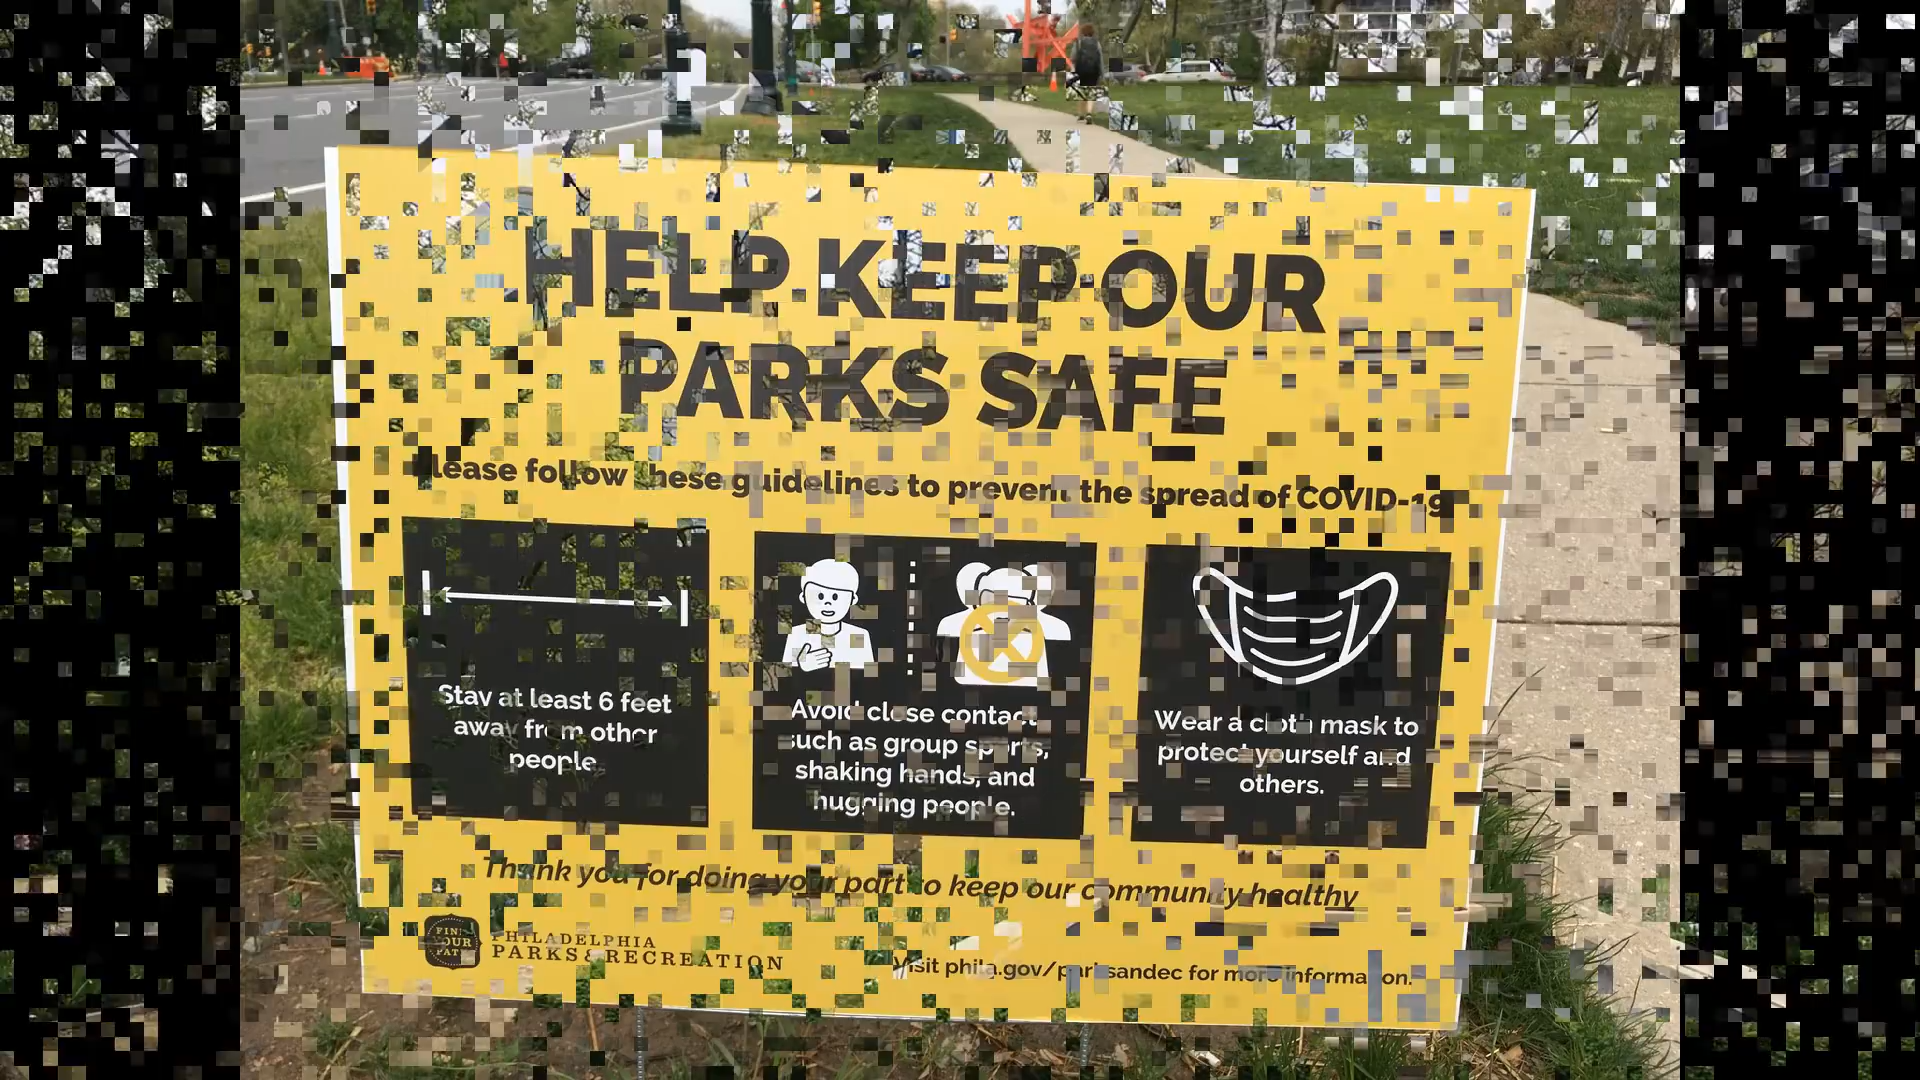 HELP KEEP OUR
PARKS SAFE
Please follow these guidelines to prevent the spread of COVID-19
Stay at least 6 feet
away from other
people.
Avoid close contact
such as group sports,
shaking hands, and
hugging people.
Wear a cloth mask to
protect yourself and
others.
Thank you for doing your part to keep our community healthy
FIND
YOUR
PATH
PHILADELPHIA
PARKS & RECREATION
Visit phila.gov/parksandrec for more information.